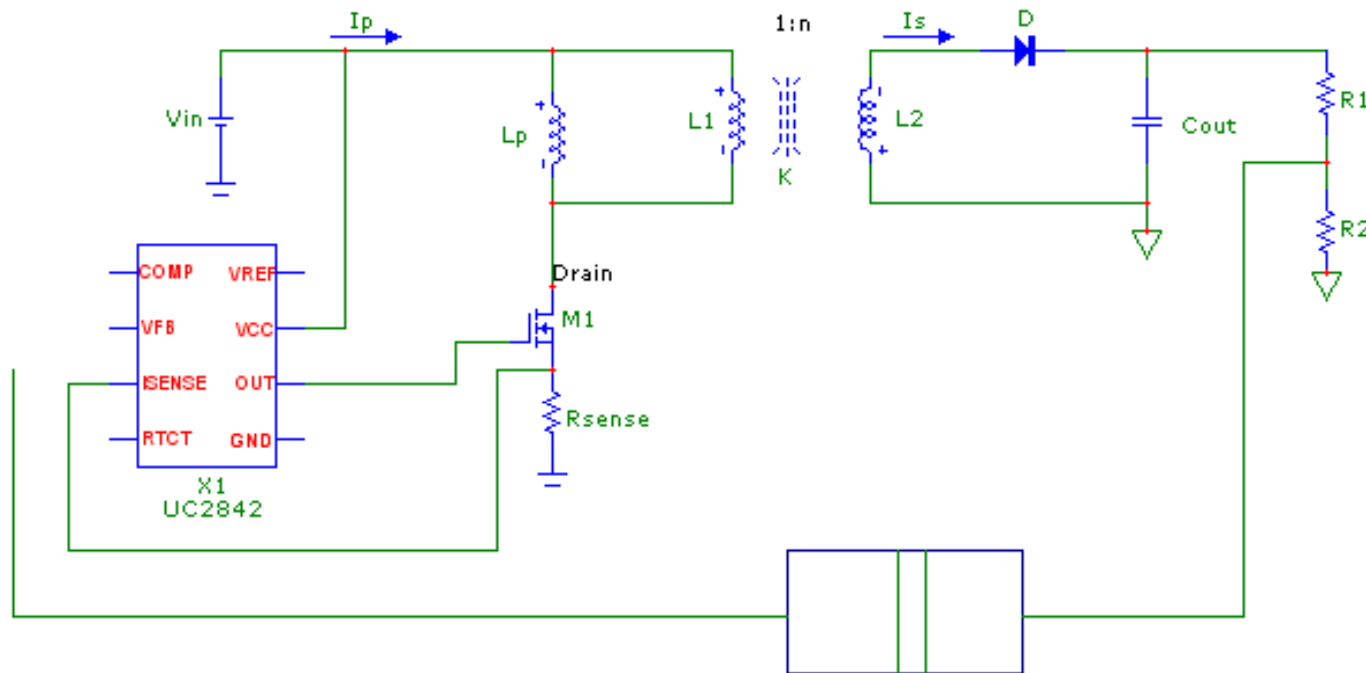 Ip
1:n
Is
D
Vin
Lp
L1
K
L2
Cout
R1
R2
COMP
VREF
VFB
VCC
ISENSE
OUT
RTCT
GND
X1
UC2842
Drain
M1
Rsense